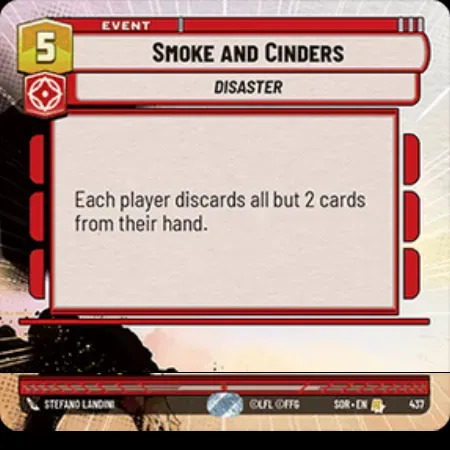 EVENT
5
SMOKE AND CINDERS
DISASTER
Each player discards all but 2 cards
from their hand.
STEFANO LANDINI
©LFL ©FFG
SOR • EN
437